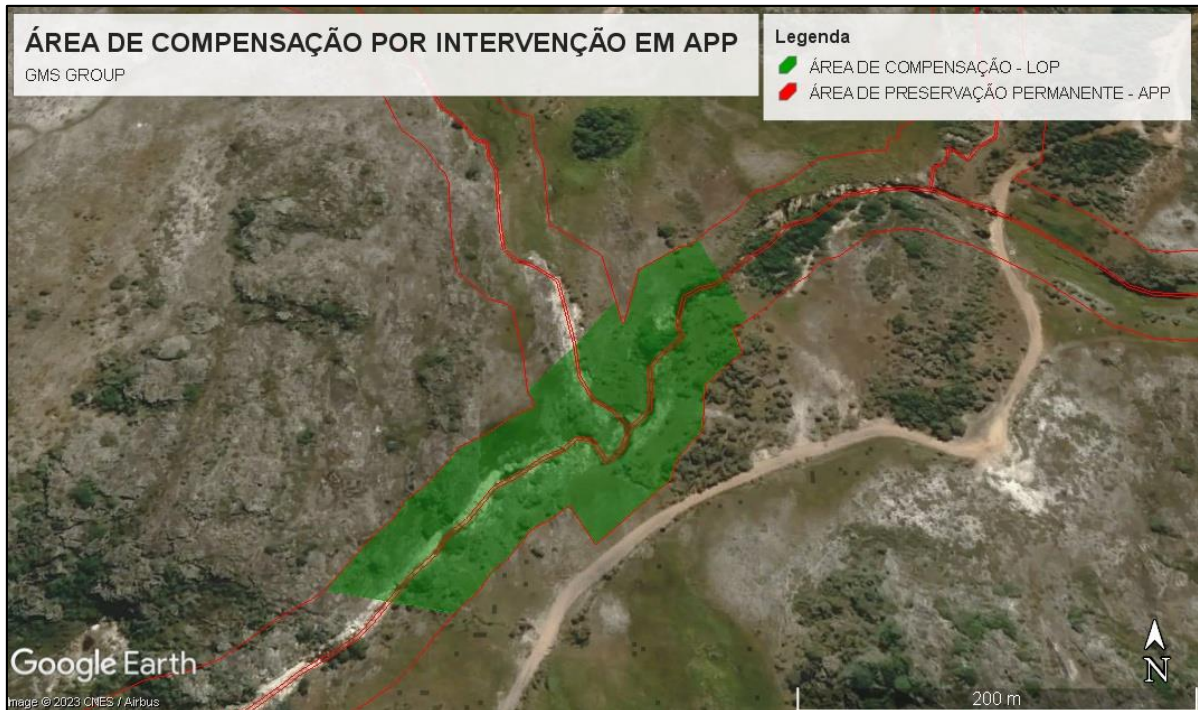 ÁREA DE COMPENSAÇÃO POR INTERVENÇÃO EM APP
GMS GROUP
Legenda
ÁREA DE COMPENSAÇÃO - LOP
ÁREA DE PRESERVAÇÃO PERMANENTE - APP
Google Earth
N
Image © 2023 CNES / Airbus
200 m